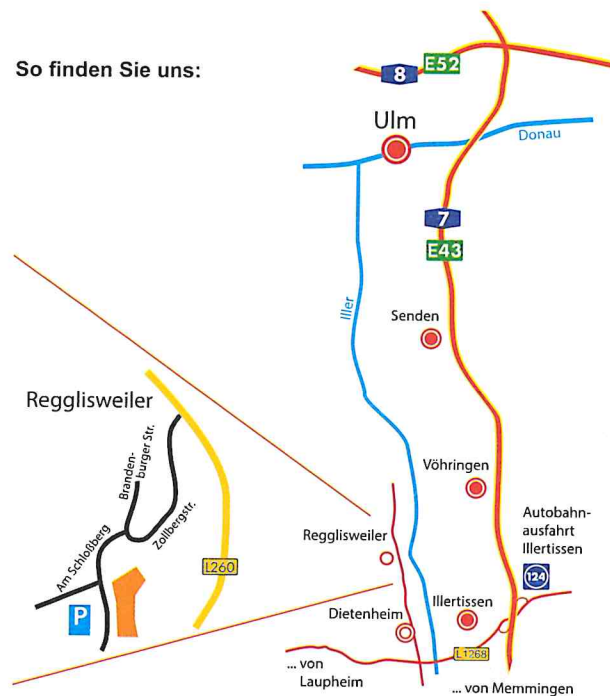 So finden Sie uns:
8
E52
Ulm
Donau
7
E43
Iller
Senden
Regglisweiler
Branden-
burger Str.
Zollbergstr.
Am Schloßberg
P
L260
Vöhringen
Autobahn-
ausfahrt
Illertissen
124
Regglisweiler
Illertissen
Dietenheim
L1268
... von
Laupheim
... von Memmingen